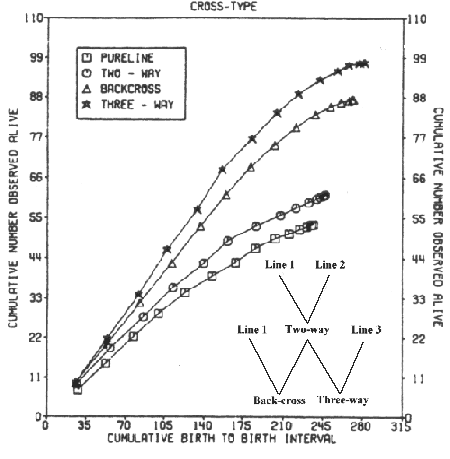 CROSS-TYPE
110
99
88
77
66
55
44
33
22
11
0
CUMULATIVE NUMBER OBSERVED ALIVE
PURELINE
TWO - WAY
BACKCROSS
THREE - WAY
110
99
88
77
66
55
44
33
22
11
0
CUMULATIVE NUMBER OBSERVED ALIVE
Line 1 Line 2
Line 1 Two-way Line 3
Back-cross Three-way
0 35 70 105 140 175 210 245 280 315
CUMULATIVE BIRTH TO BIRTH INTERVAL